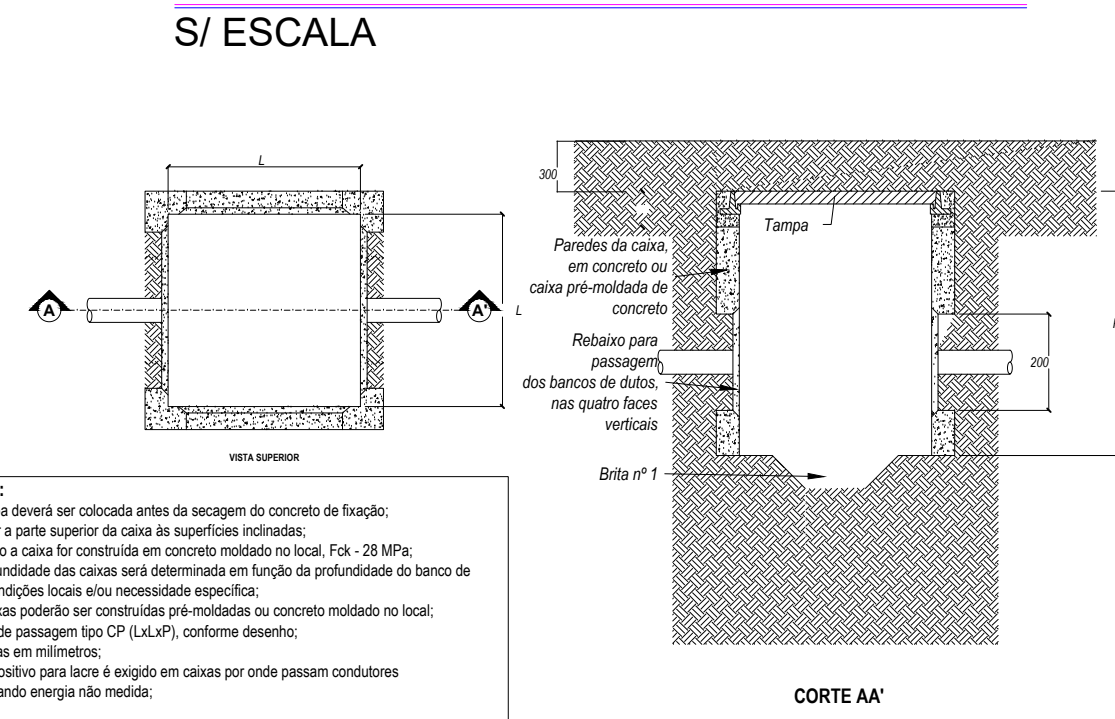 S/ ESCALA
L
A
A'
L
VISTA SUPERIOR
:
a deverá ser colocada antes da secagem do concreto de fixação;
r a parte superior da caixa às superfícies inclinadas;
o a caixa for construída em concreto moldado no local, Fck - 28 MPa;
undidade das caixas será determinada em função da profundidade do banco de
ndições locais e/ou necessidade específica;
xas poderão ser construídas pré-moldadas ou concreto moldado no local;
de passagem tipo CP (LxLxP), conforme desenho;
as em milímetros;
ositivo para lacre é exigido em caixas por onde passam condutores
ando energia não medida;
300
Tampa
Paredes da caixa,
em concreto ou
caixa pré-moldada de
concreto
Rebaixo para
passagem
dos bancos de dutos,
nas quatro faces
verticais
200
Brita nº 1
CORTE AA'